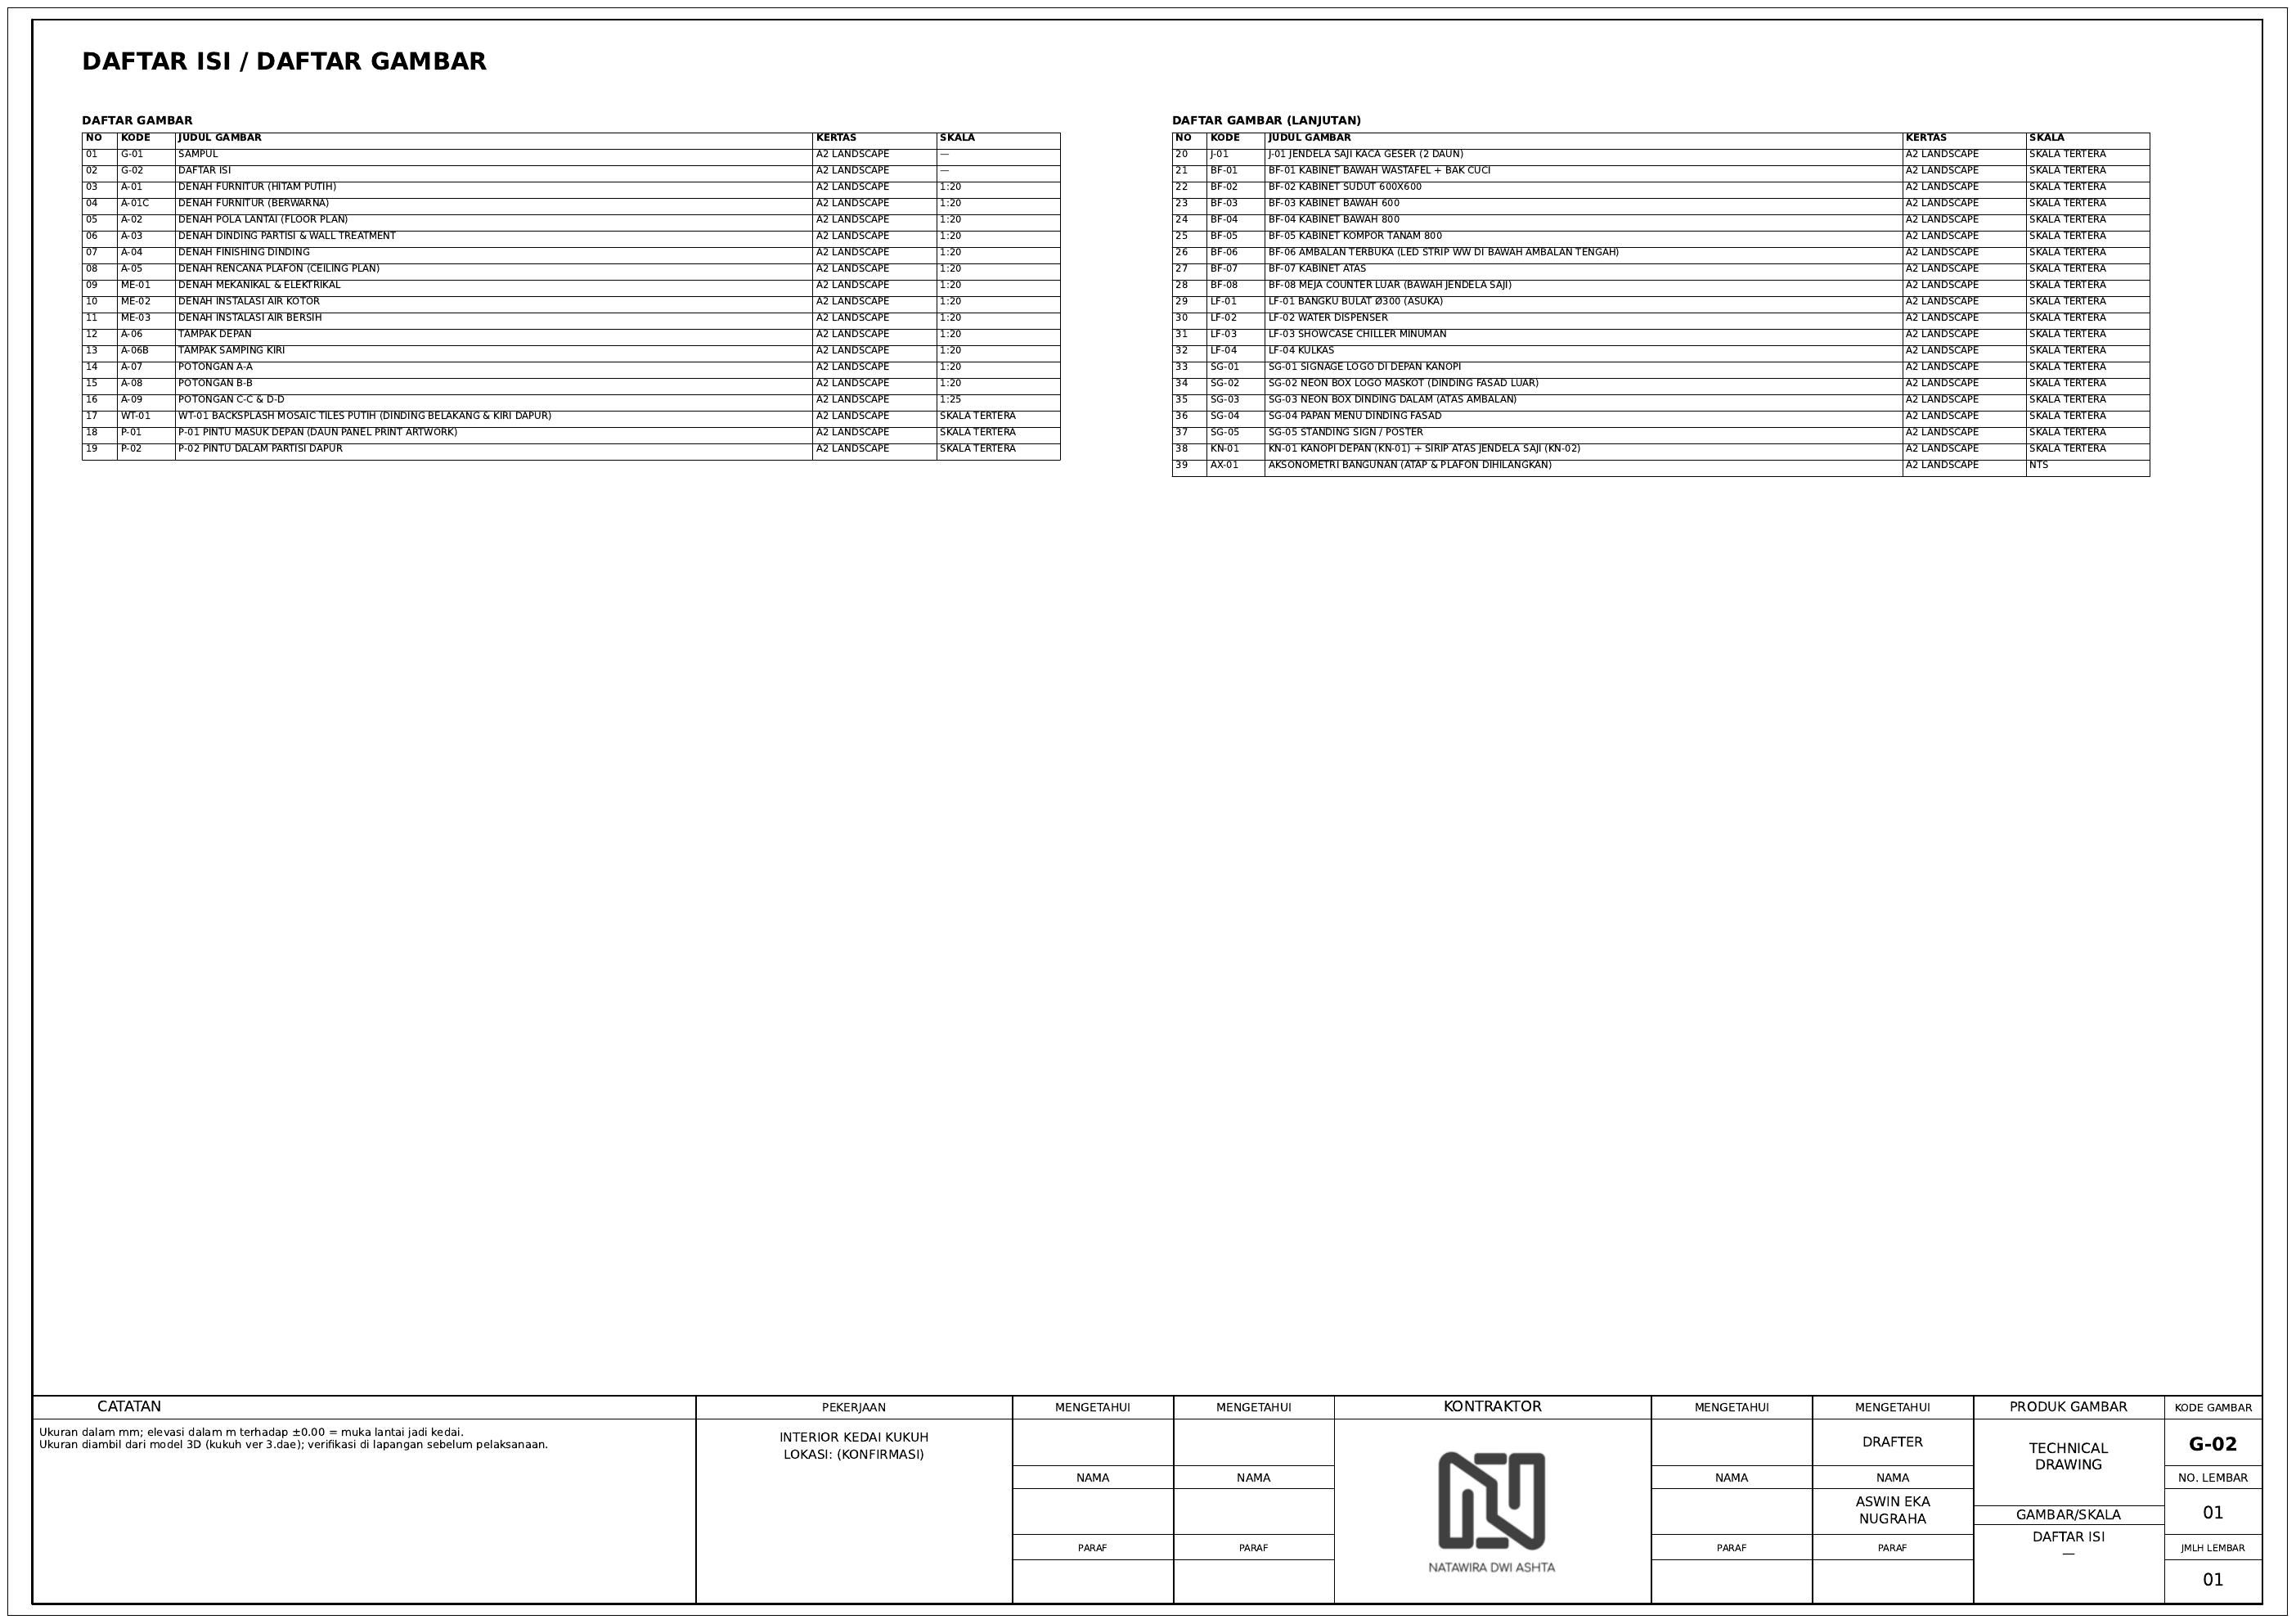 DAFTAR ISI / DAFTAR GAMBAR
DAFTAR GAMBAR
NO KODE JUDUL GAMBAR KERTAS SKALA
01 G-01 SAMPUL A2 LANDSCAPE —
02 G-02 DAFTAR ISI A2 LANDSCAPE —
03 A-01 DENAH FURNITUR (HITAM PUTIH) A2 LANDSCAPE 1:20
04 A-01C DENAH FURNITUR (BERWARNA) A2 LANDSCAPE 1:20
05 A-02 DENAH POLA LANTAI (FLOOR PLAN) A2 LANDSCAPE 1:20
06 A-03 DENAH DINDING PARTISI & WALL TREATMENT A2 LANDSCAPE 1:20
07 A-04 DENAH FINISHING DINDING A2 LANDSCAPE 1:20
08 A-05 DENAH RENCANA PLAFON (CEILING PLAN) A2 LANDSCAPE 1:20
09 ME-01 DENAH MEKANIKAL & ELEKTRIKAL A2 LANDSCAPE 1:20
10 ME-02 DENAH INSTALASI AIR KOTOR A2 LANDSCAPE 1:20
11 ME-03 DENAH INSTALASI AIR BERSIH A2 LANDSCAPE 1:20
12 A-06 TAMPAK DEPAN A2 LANDSCAPE 1:20
13 A-06B TAMPAK SAMPING KIRI A2 LANDSCAPE 1:20
14 A-07 POTONGAN A-A A2 LANDSCAPE 1:20
15 A-08 POTONGAN B-B A2 LANDSCAPE 1:20
16 A-09 POTONGAN C-C & D-D A2 LANDSCAPE 1:25
17 WT-01 WT-01 BACKSPLASH MOSAIC TILES PUTIH (DINDING BELAKANG & KIRI DAPUR) A2 LANDSCAPE SKALA TERTERA
18 P-01 P-01 PINTU MASUK DEPAN (DAUN PANEL PRINT ARTWORK) A2 LANDSCAPE SKALA TERTERA
19 P-02 P-02 PINTU DALAM PARTISI DAPUR A2 LANDSCAPE SKALA TERTERA
DAFTAR GAMBAR (LANJUTAN)
NO KODE JUDUL GAMBAR KERTAS SKALA
20 J-01 J-01 JENDELA SAJI KACA GESER (2 DAUN) A2 LANDSCAPE SKALA TERTERA
21 BF-01 BF-01 KABINET BAWAH WASTAFEL + BAK CUCI A2 LANDSCAPE SKALA TERTERA
22 BF-02 BF-02 KABINET SUDUT 600X600 A2 LANDSCAPE SKALA TERTERA
23 BF-03 BF-03 KABINET BAWAH 600 A2 LANDSCAPE SKALA TERTERA
24 BF-04 BF-04 KABINET BAWAH 800 A2 LANDSCAPE SKALA TERTERA
25 BF-05 BF-05 KABINET KOMPOR TANAM 800 A2 LANDSCAPE SKALA TERTERA
26 BF-06 BF-06 AMBALAN TERBUKA (LED STRIP WW DI BAWAH AMBALAN TENGAH) A2 LANDSCAPE SKALA TERTERA
27 BF-07 BF-07 KABINET ATAS A2 LANDSCAPE SKALA TERTERA
28 BF-08 BF-08 MEJA COUNTER LUAR (BAWAH JENDELA SAJI) A2 LANDSCAPE SKALA TERTERA
29 LF-01 LF-01 BANGKU BULAT Ø300 (ASUKA) A2 LANDSCAPE SKALA TERTERA
30 LF-02 LF-02 WATER DISPENSER A2 LANDSCAPE SKALA TERTERA
31 LF-03 LF-03 SHOWCASE CHILLER MINUMAN A2 LANDSCAPE SKALA TERTERA
32 LF-04 LF-04 KULKAS A2 LANDSCAPE SKALA TERTERA
33 SG-01 SG-01 SIGNAGE LOGO DI DEPAN KANOPI A2 LANDSCAPE SKALA TERTERA
34 SG-02 SG-02 NEON BOX LOGO MASKOT (DINDING FASAD LUAR) A2 LANDSCAPE SKALA TERTERA
35 SG-03 SG-03 NEON BOX DINDING DALAM (ATAS AMBALAN) A2 LANDSCAPE SKALA TERTERA
36 SG-04 SG-04 PAPAN MENU DINDING FASAD A2 LANDSCAPE SKALA TERTERA
37 SG-05 SG-05 STANDING SIGN / POSTER A2 LANDSCAPE SKALA TERTERA
38 KN-01 KN-01 KANOPI DEPAN (KN-01) + SIRIP ATAS JENDELA SAJI (KN-02) A2 LANDSCAPE SKALA TERTERA
39 AX-01 AKSONOMETRI BANGUNAN (ATAP & PLAFON DIHILANGKAN) A2 LANDSCAPE NTS
CATATAN
Ukuran dalam mm; elevasi dalam m terhadap ±0.00 = muka lantai jadi kedai.
Ukuran diambil dari model 3D (kukuh ver 3.dae); verifikasi di lapangan sebelum pelaksanaan.
PEKERJAAN
INTERIOR KEDAI KUKUH
LOKASI: (KONFIRMASI)
MENGETAHUI
NAMA
PARAF
MENGETAHUI
NAMA
PARAF
KONTRAKTOR
NATAWIRA DWI ASHTA
MENGETAHUI
NAMA
PARAF
MENGETAHUI
DRAFTER
NAMA
ASWIN EKA
NUGRAHA
PARAF
PRODUK GAMBAR
TECHNICAL
DRAWING
GAMBAR/SKALA
DAFTAR ISI
—
KODE GAMBAR
G-02
NO. LEMBAR
01
JMLH LEMBAR
01